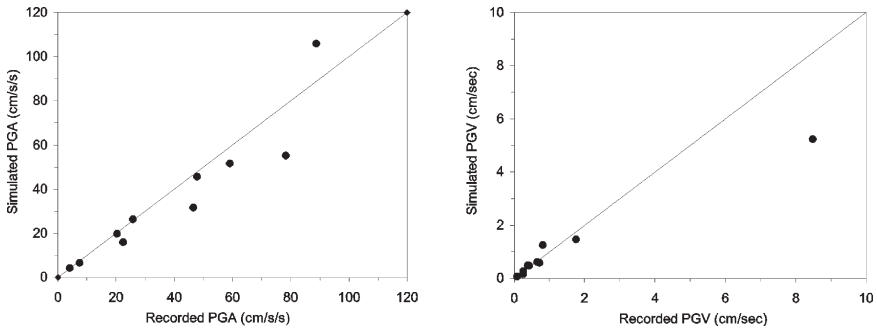 120
100
80
60
40
20
0
Simulated PGA (cm/s/s)
0 20 40 60 80 100 120
Recorded PGA (cm/s/s)
10
8
6
4
2
0
Simulated PGV (cm/sec)
0 2 4 6 8 10
Recorded PGV (cm/sec)